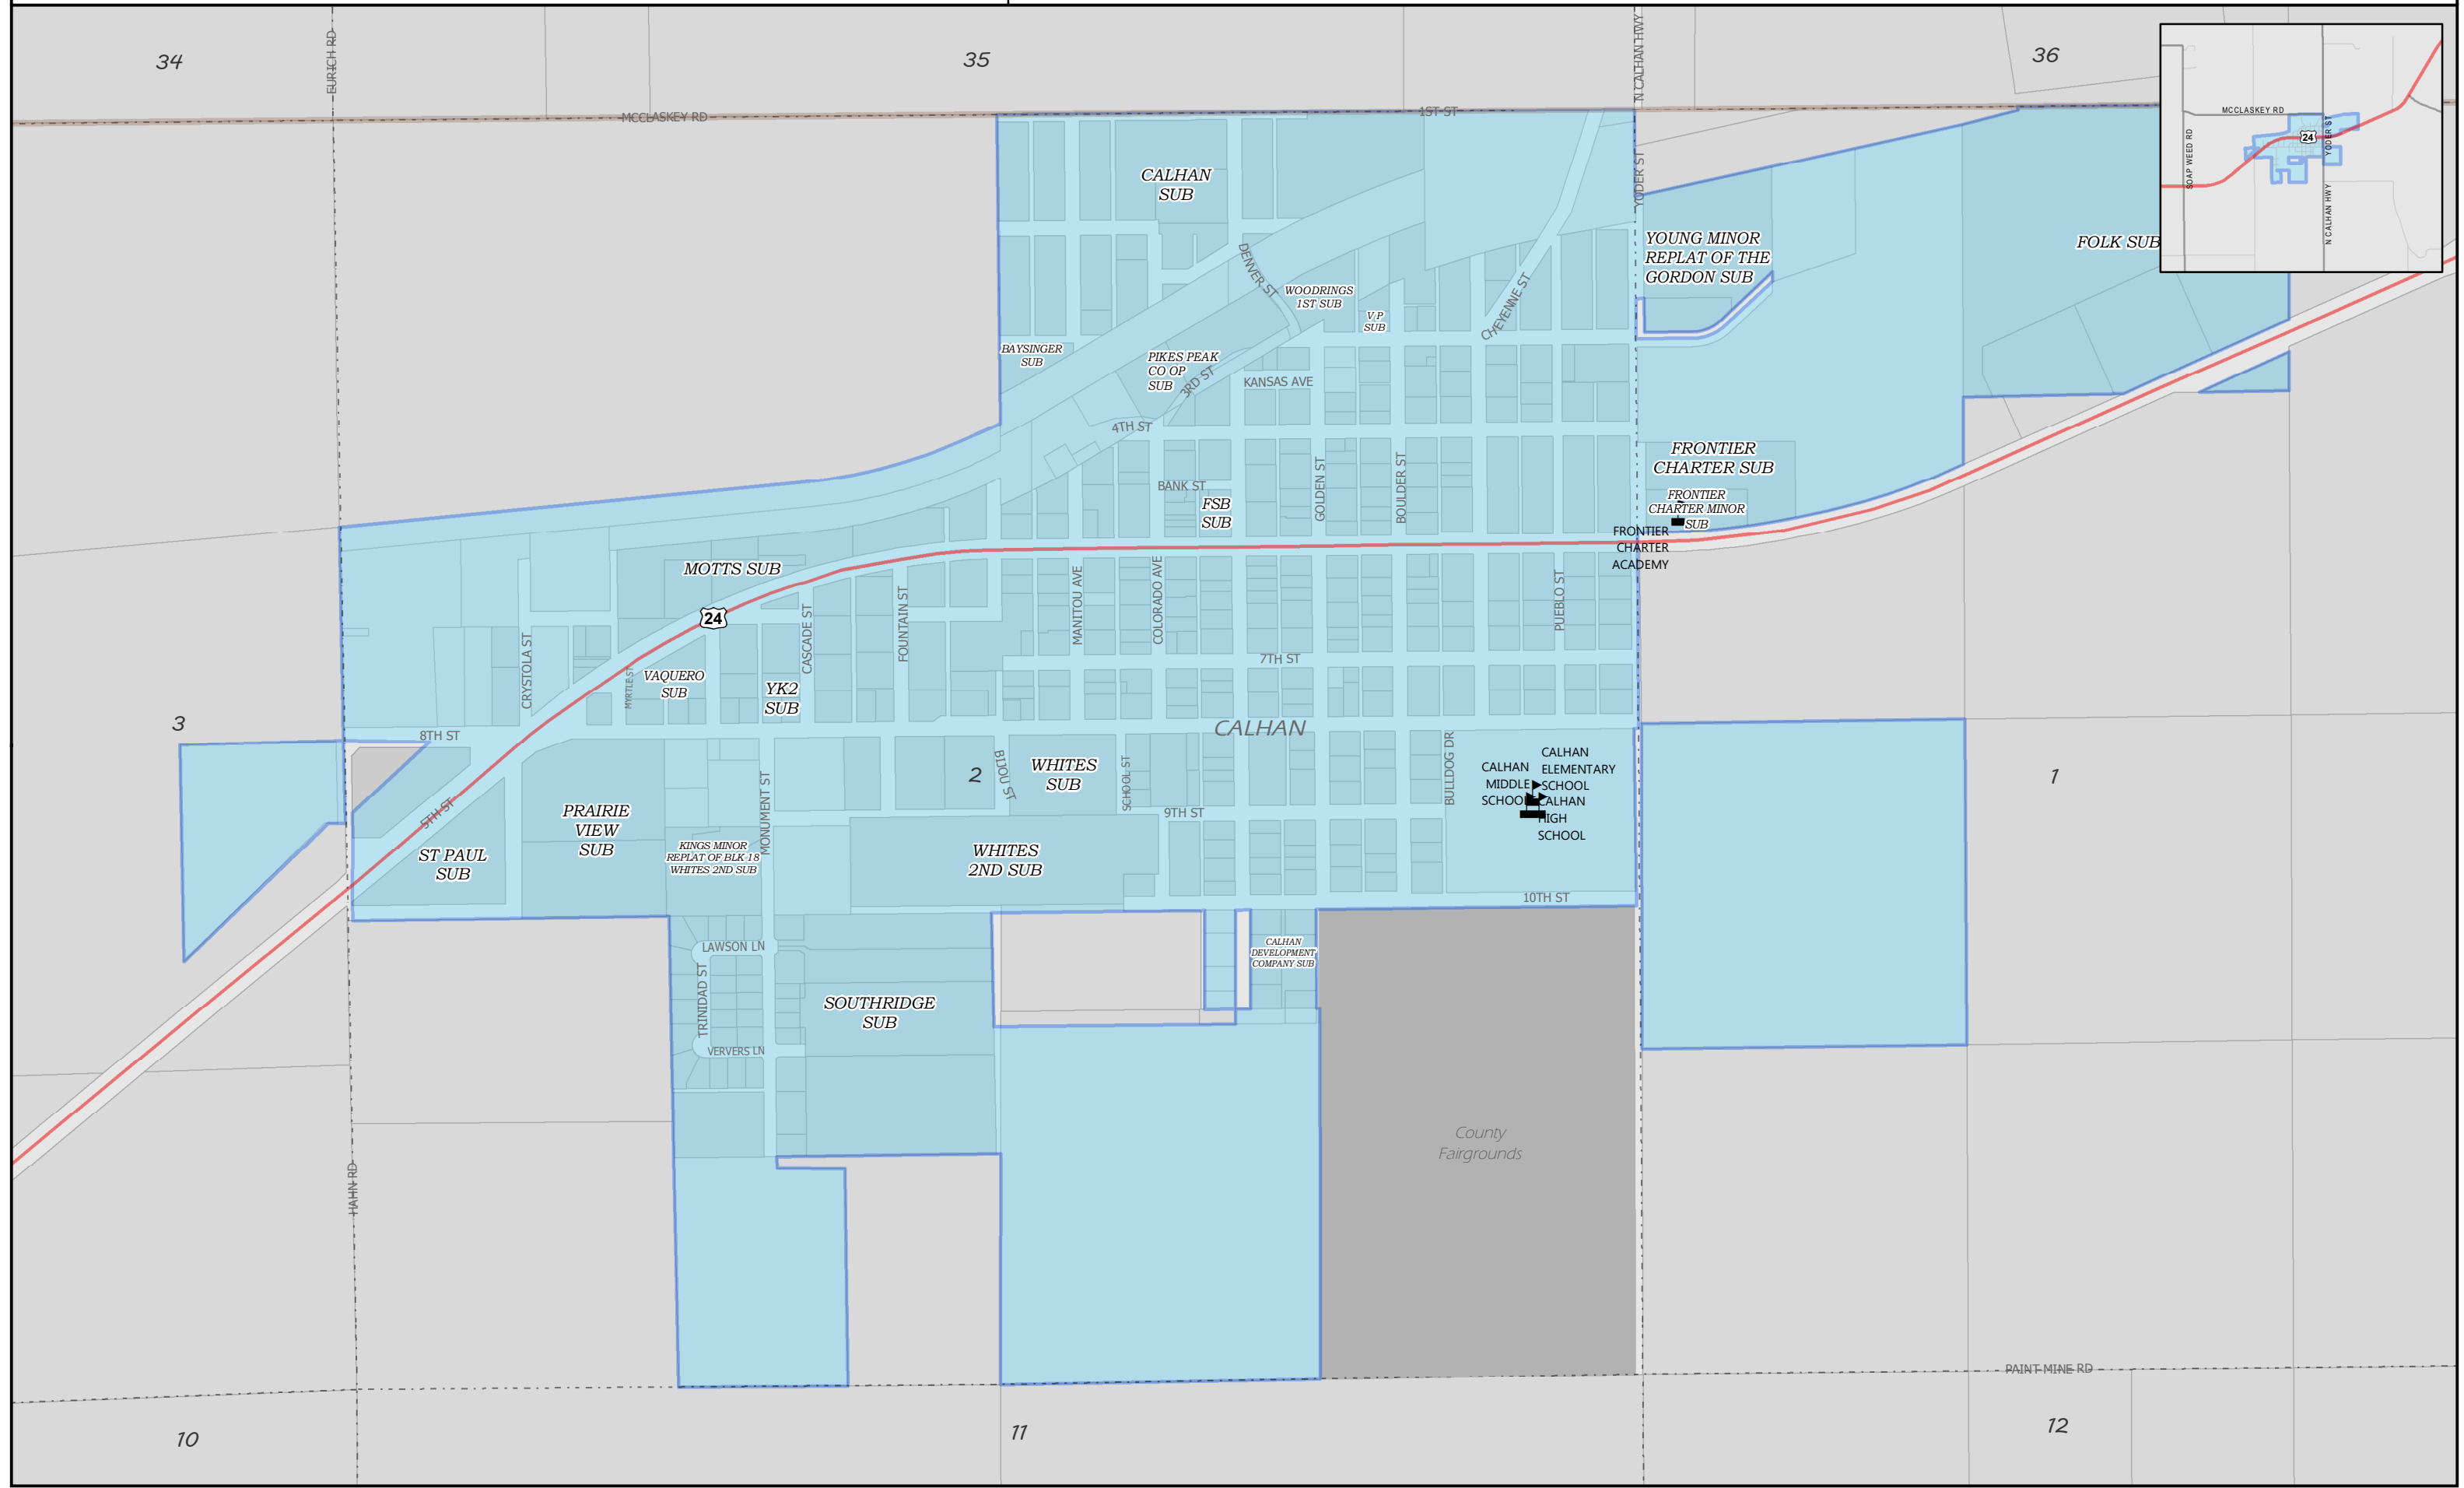 34
35
36
EURICH RD
N CALHAN HWY
MCCLASKEY RD
1ST ST
MCCLASKEY RD
SOAP WEED RD
24
YODER ST
N CALHAN HWY
YODER ST
CALHAN
SUB
DENVER ST
WOODRINGS
1ST SUB
V P
SUB
CHEYENNE ST
YOUNG MINOR
REPLAT OF THE
GORDON SUB
FOLK SUB
BAYSINGER
SUB
PIKES PEAK
CO OP
SUB
3RD ST
KANSAS AVE
4TH ST
BANK ST
FSB
SUB
GOLDEN ST
BOULDER ST
FRONTIER
CHARTER SUB
FRONTIER
CHARTER MINOR
SUB
FRONTIER
CHARTER
ACADEMY
MOTTS SUB
24
CRYSTOLA ST
MYRTLE ST
VAQUERO
SUB
YK2
SUB
CASCADE ST
FOUNTAIN ST
MANITOU AVE
COLORADO AVE
PUEBLO ST
7TH ST
3
8TH ST
CALHAN
5TH ST
ST PAUL
SUB
PRAIRIE
VIEW
SUB
MONUMENT ST
KINGS MINOR
REPLAT OF BLK 18
WHITES 2ND SUB
2
BIJOU ST
WHITES
SUB
SCHOOL ST
9TH ST
WHITES
2ND SUB
BULLDOG DR
CALHAN
MIDDLE
SCHOOL
CALHAN
ELEMENTARY
SCHOOL
CALHAN
HIGH
SCHOOL
1
10TH ST
LAWSON LN
TRINIDAD ST
VERVERS LN
SOUTHRIDGE
SUB
CALHAN
DEVELOPMENT
COMPANY SUB
County
Fairgrounds
HAHN RD
PAINT MINE RD
10
11
12